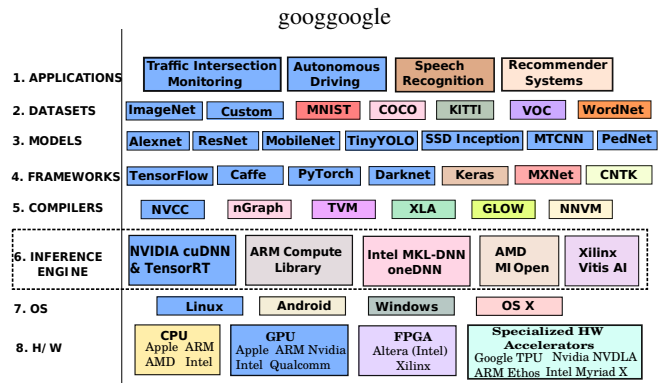 googgoogle
1. APPLICATIONS
Traffic Intersection
Monitoring
Autonomous
Driving
Speech
Recognition
Recommender
Systems
2. DATASETS ImageNet Custom MNIST COCO KITTI VOC WordNet
3. MODELS Alexnet ResNet MobileNet TinyYOLO SSD Inception MTCNN PedNet
4. FRAMEWORKS TensorFlow Caffe PyTorch Darknet Keras MXNet CNTK
5. COMPILERS NVCC nGraph TVM XLA GLOW NNVM
6. INFERENCE
ENGINE
NVIDIA cuDNN
& TensorRT
ARM Compute
Library
Intel MKL-DNN
oneDNN
AMD
MIOpen
Xilinx
Vitis AI
7. OS Linux Android Windows OS X
8. H/W
CPU
Apple ARM
AMD Intel
GPU
Apple ARM Nvidia
Intel Qualcomm
FPGA
Altera (Intel)
Xilinx
Specialized HW
Accelerators
Google TPU Nvidia NVDLA
ARM Ethos Intel Myriad X